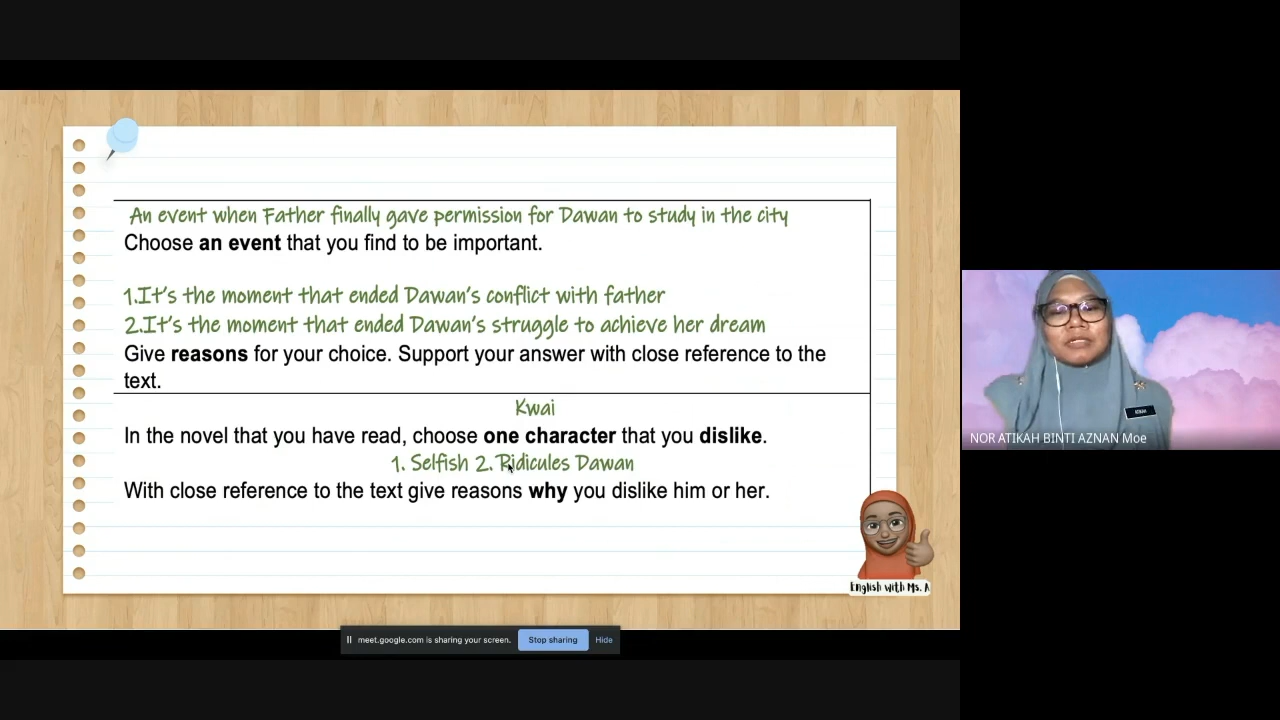 An event when Father finally gave permission for Dawan to study in the city
Choose an event that you find to be important.
1.It's the moment that ended Dawan's conflict with father
2.It's the moment that ended Dawan's struggle to achieve her dream
Give reasons for your choice. Support your answer with close reference to the
text.
Kwai
In the novel that you have read, choose one character that you dislike.
1. Selfish 2. Ridicules Dawan
With close reference to the text give reasons why you dislike him or her.
English with Ms. A
meet.google.com is sharing your screen. Stop sharing Hide
NOR ATIKAH BINTI AZNAN Moe